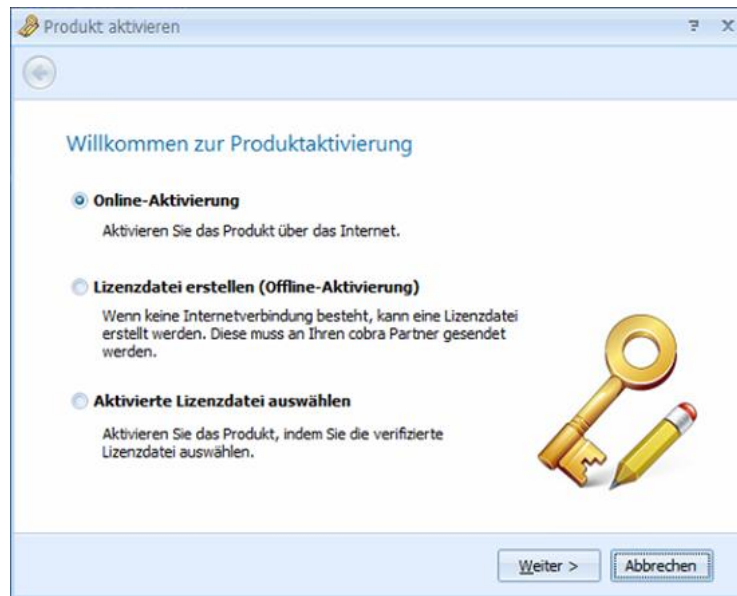 Produkt aktivieren
Willkommen zur Produktaktivierung
Online-Aktivierung
Aktivieren Sie das Produkt über das Internet.
Lizenzdatei erstellen (Offline-Aktivierung)
Wenn keine Internetverbindung besteht, kann eine Lizenzdatei
erstellt werden. Diese muss an Ihren cobra Partner gesendet
werden.
Aktivierte Lizenzdatei auswählen
Aktivieren Sie das Produkt, indem Sie die verifizierte
Lizenzdatei auswählen.
Weiter >
Abbrechen